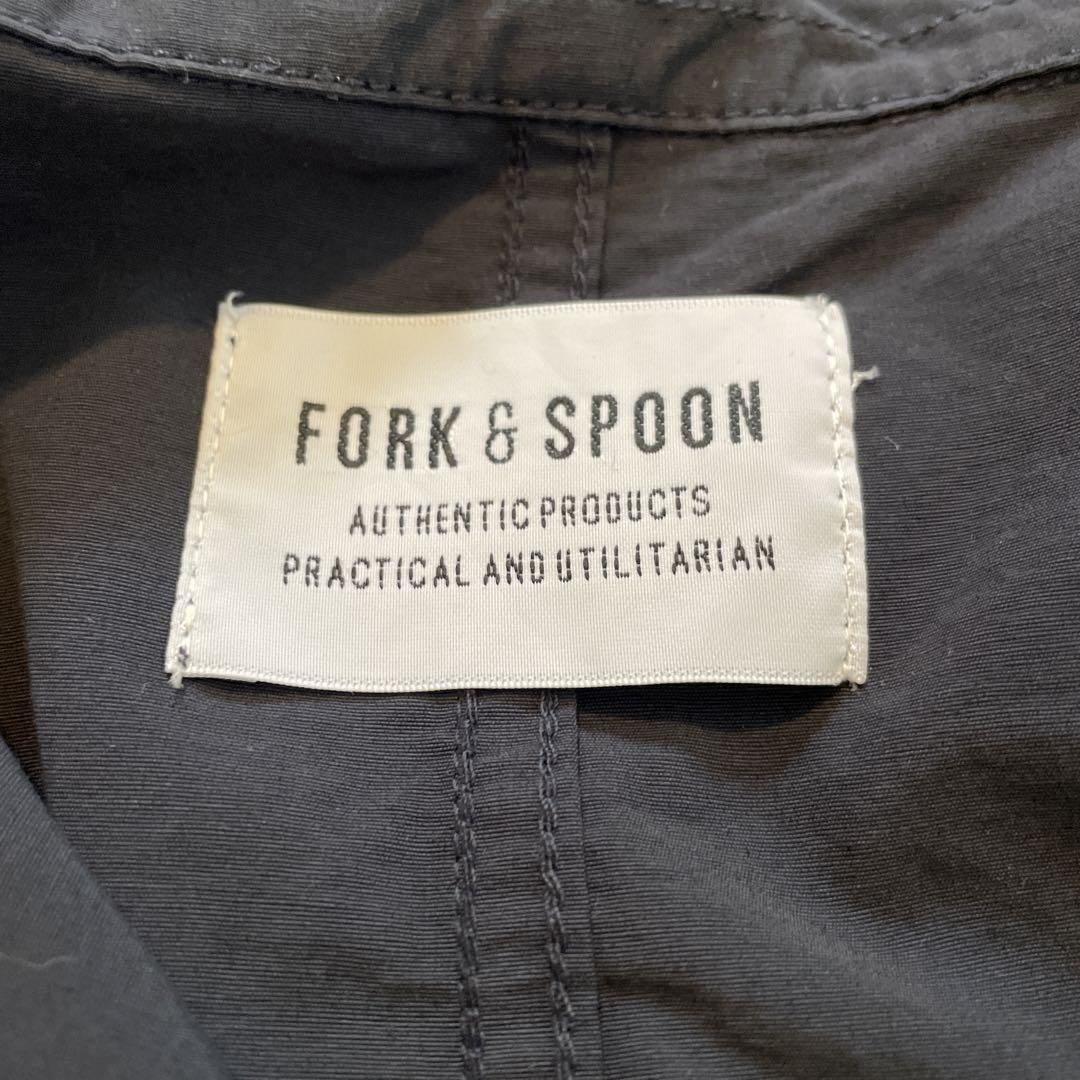 FORK & SPOON
AUTHENTIC PRODUCTS
PRACTICAL AND UTILITARIAN